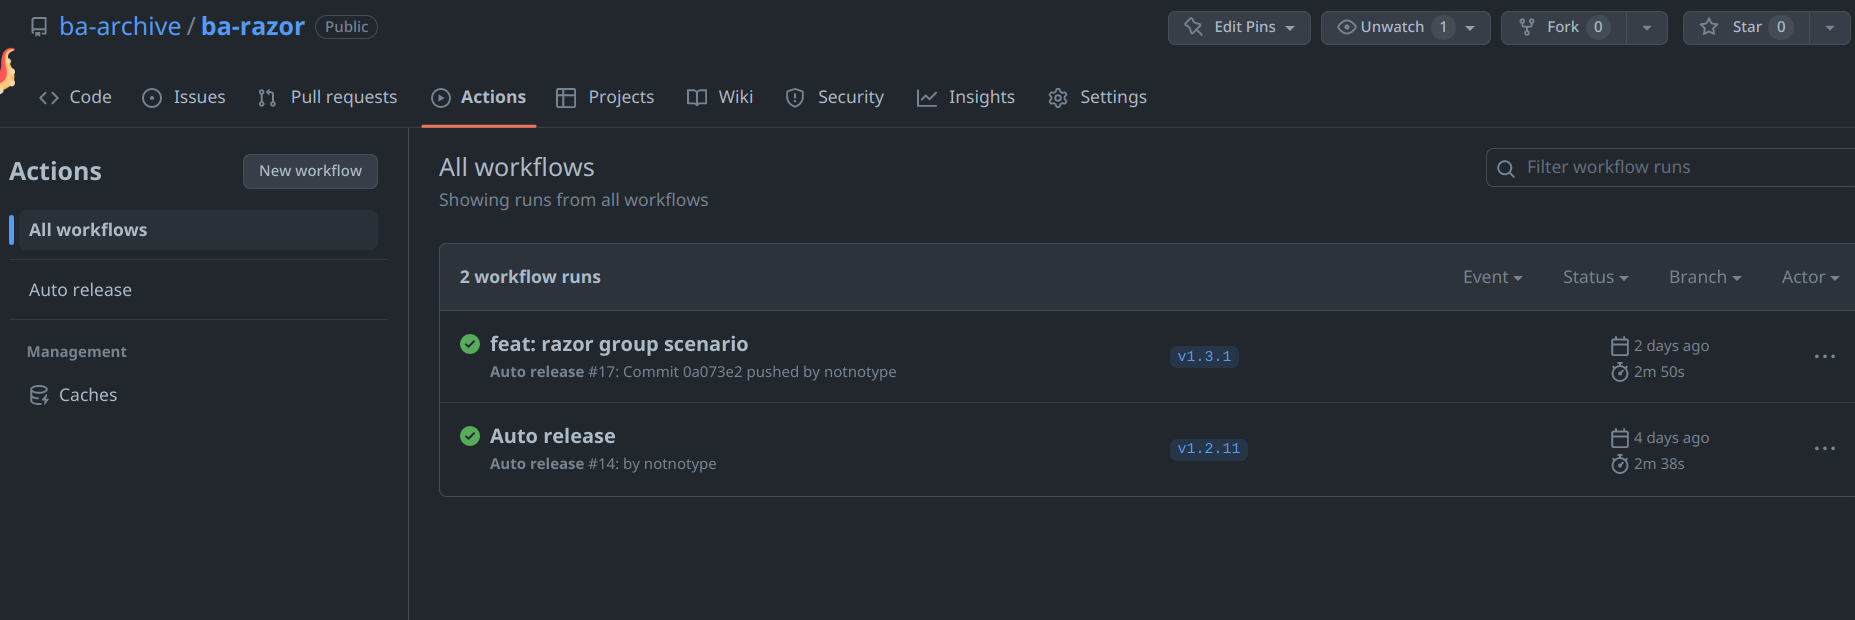 ba-archive / ba-razor Public
Edit Pins Unwatch 1 Fork 0 Star 0
Code Issues Pull requests Actions Projects Wiki Security Insights Settings
Actions New workflow
All workflows
Auto release
Management
Caches
All workflows
Showing runs from all workflows
Filter workflow runs
2 workflow runs Event Status Branch Actor
feat: razor group scenario
Auto release #17: Commit 0a073e2 pushed by notnotype
v1.3.1
2 days ago
2m 50s
Auto release
Auto release #14: by notnotype
v1.2.11
4 days ago
2m 38s